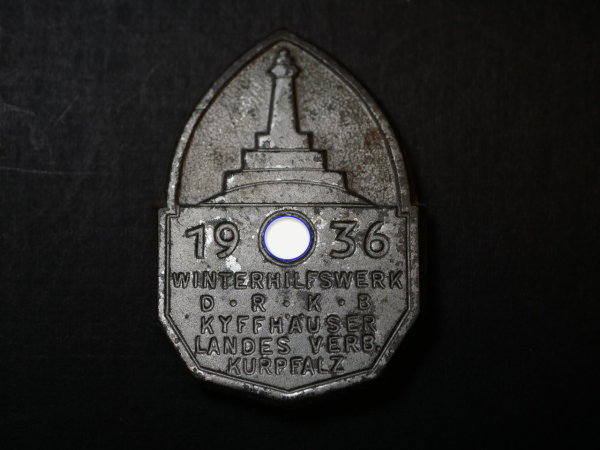 19 36
WINTERHILFSWERK
D·R·K·B
KYFFHÄUSER
LANDES VERB.
KURPFALZ